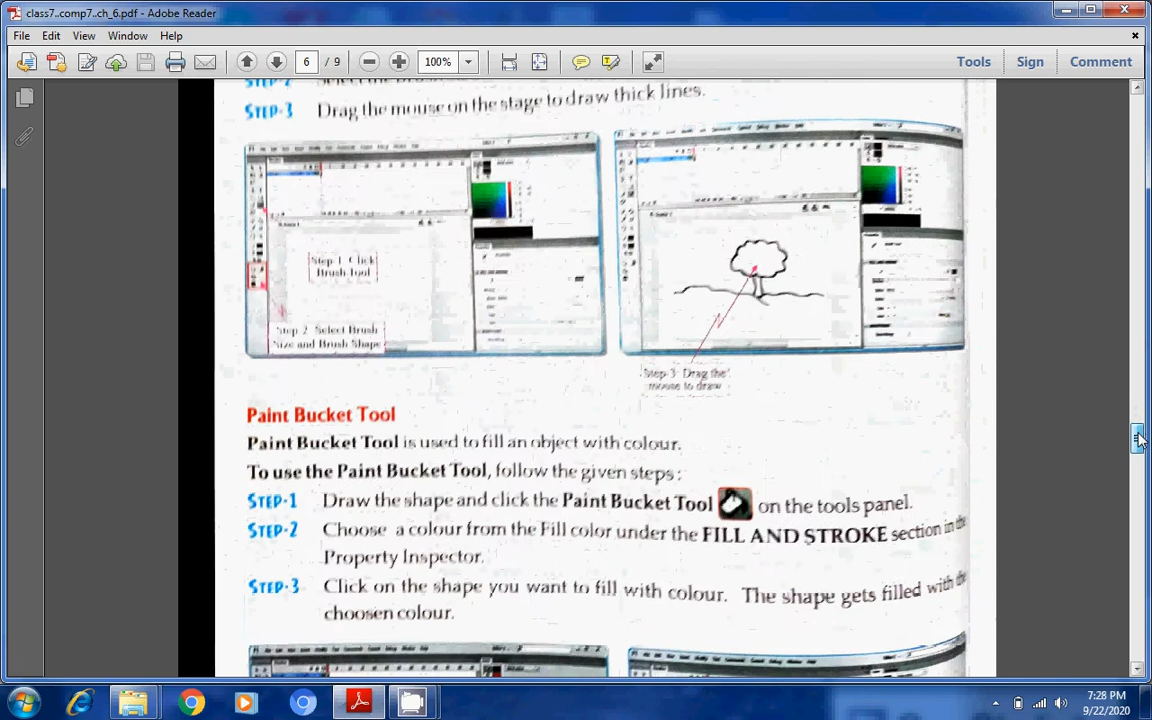 class7..comp7..ch_6.pdf - Adobe Reader
File Edit View Window Help
6 / 9 100% Tools Sign Comment
STEP-3 Drag the mouse on the stage to draw thick lines.
Step 1 Click
Brush Tool
Step 2 Select Brush
Size and Brush Shape
Step 3 Drag the
mouse to draw
Paint Bucket Tool
Paint Bucket Tool is used to fill an object with colour.
To use the Paint Bucket Tool, follow the given steps :
STEP-1 Draw the shape and click the Paint Bucket Tool on the tools panel.
STEP-2 Choose a colour from the Fill color under the FILL AND STROKE section in the
Property Inspector.
STEP-3 Click on the shape you want to fill with colour. The shape gets filled with the
choosen colour.
7:28 PM
9/22/2020